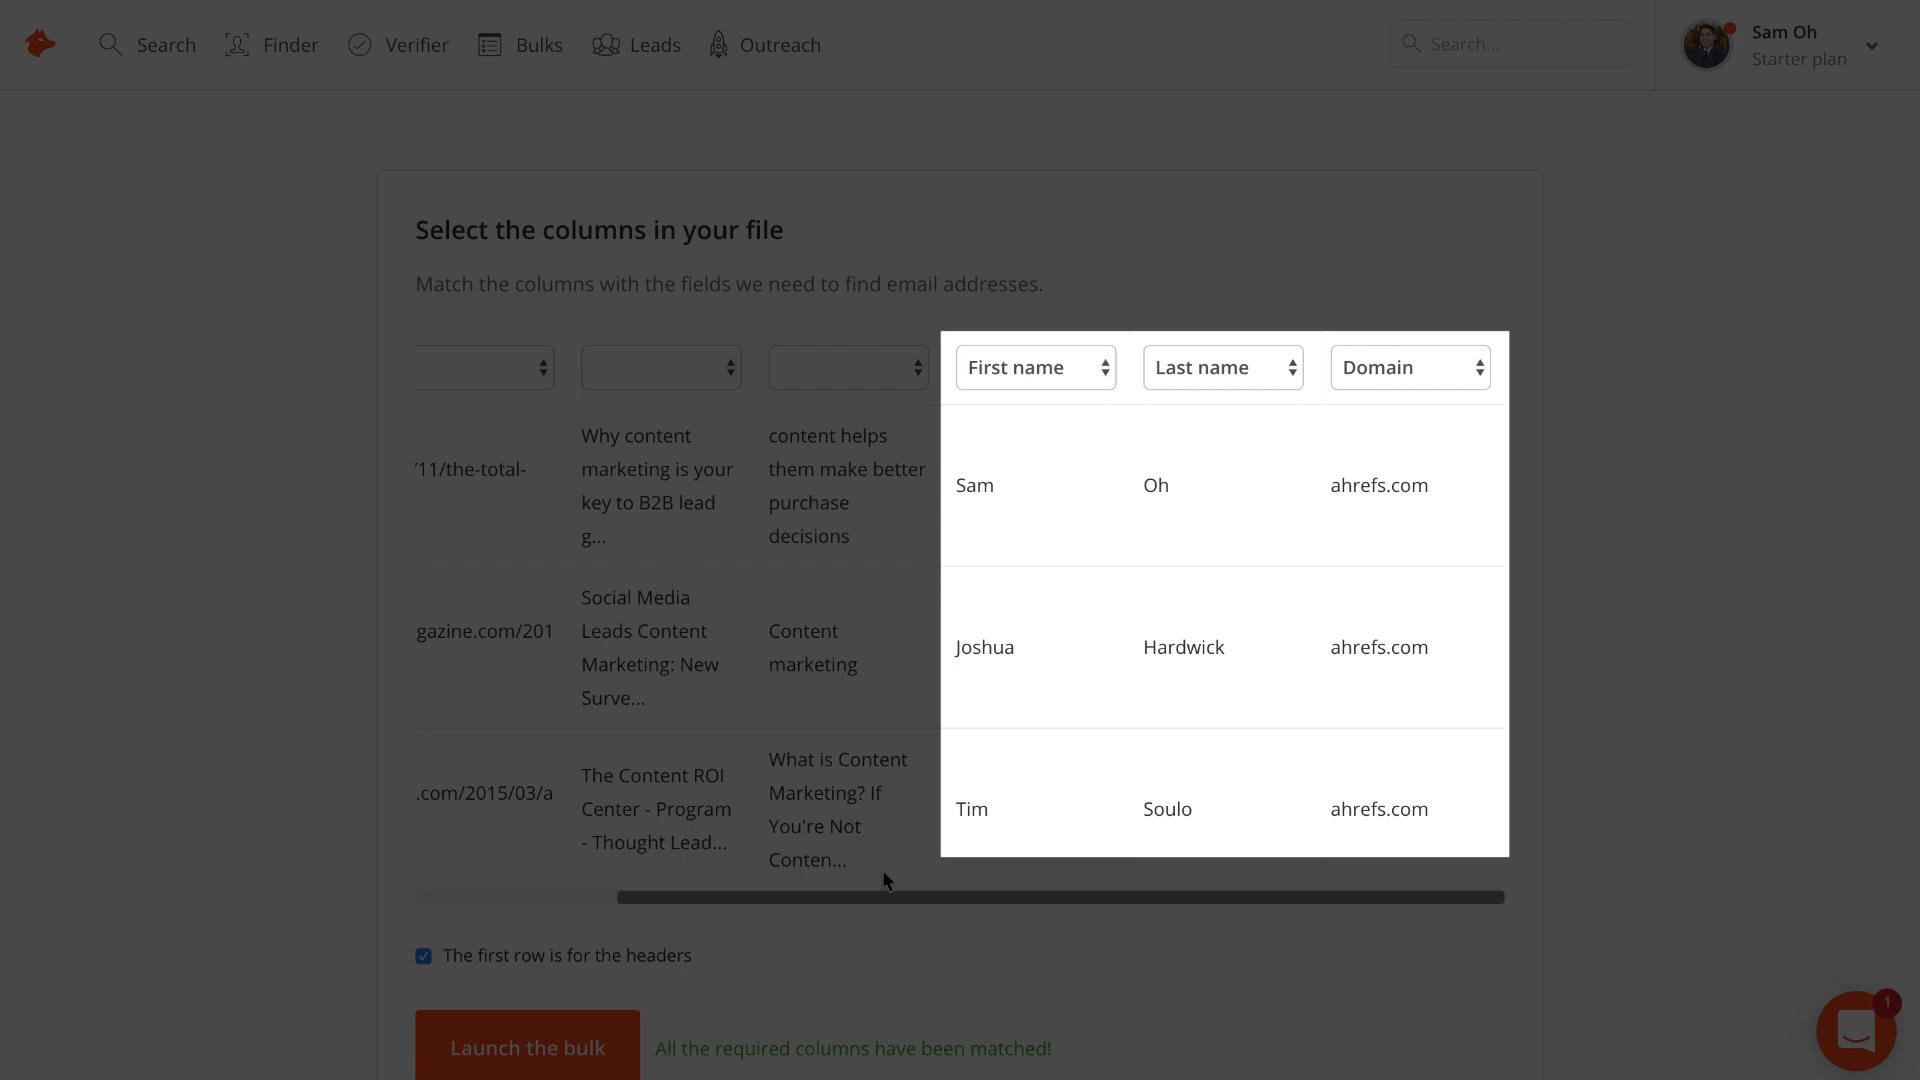 Search
Finder
Verifier
Bulks
Leads
Outreach
Search...
Sam Oh
Starter plan
Select the columns in your file
Match the columns with the fields we need to find email addresses.
First name
Last name
Domain
'11/the-total-
Why content
marketing is your
key to B2B lead
g...
content helps
them make better
purchase
decisions
Sam
Oh
ahrefs.com
gazine.com/201
Social Media
Leads Content
Marketing: New
Surve...
Content
marketing
Joshua
Hardwick
ahrefs.com
.com/2015/03/a
The Content ROI
Center - Program
- Thought Lead...
What is Content
Marketing? If
You're Not
Conten...
Tim
Soulo
ahrefs.com
The first row is for the headers
Launch the bulk
All the required columns have been matched!
1